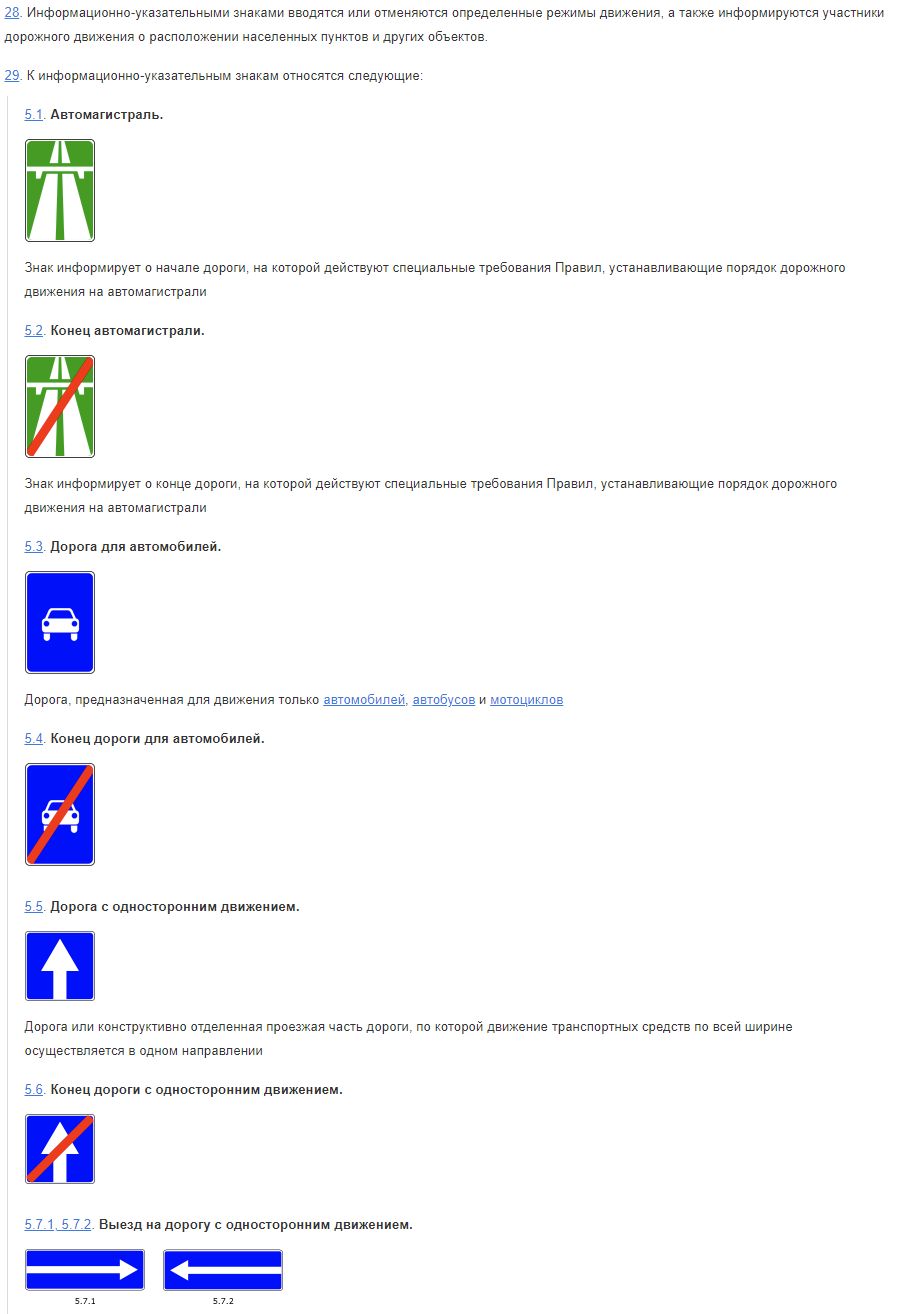 28. Информационно-указательными знаками вводятся или отменяются определенные режимы движения, а также информируются участники
дорожного движения о расположении населенных пунктов и других объектов.
29. К информационно-указательным знакам относятся следующие:
5.1. Автомагистраль.
Знак информирует о начале дороги, на которой действуют специальные требования Правил, устанавливающие порядок дорожного
движения на автомагистрали
5.2. Конец автомагистрали.
Знак информирует о конце дороги, на которой действуют специальные требования Правил, устанавливающие порядок дорожного
движения на автомагистрали
5.3. Дорога для автомобилей.
Дорога, предназначенная для движения только автомобилей, автобусов и мотоциклов
5.4. Конец дороги для автомобилей.
5.5. Дорога с односторонним движением.
Дорога или конструктивно отделенная проезжая часть дороги, по которой движение транспортных средств по всей ширине
осуществляется в одном направлении
5.6. Конец дороги с односторонним движением.
5.7.1, 5.7.2. Выезд на дорогу с односторонним движением.
5.7.1 5.7.2